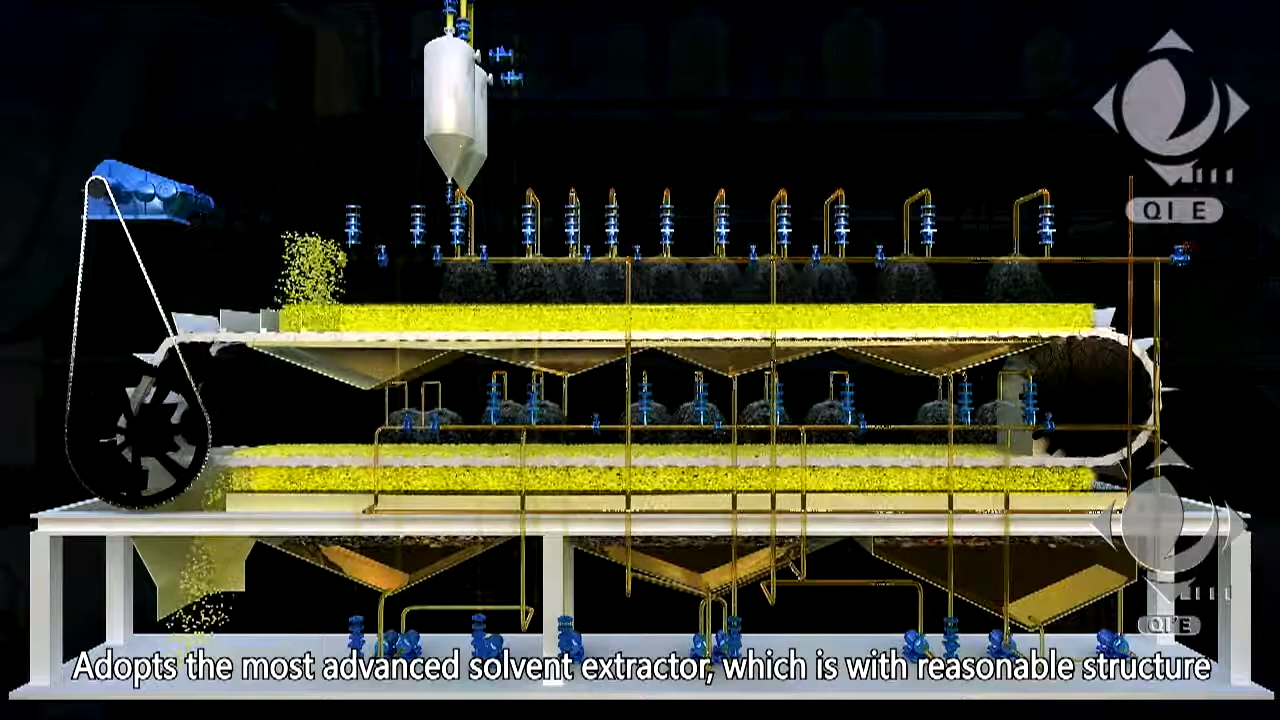 QI E
QI'E
Adopts the most advanced solvent extractor, which is with reasonable structure